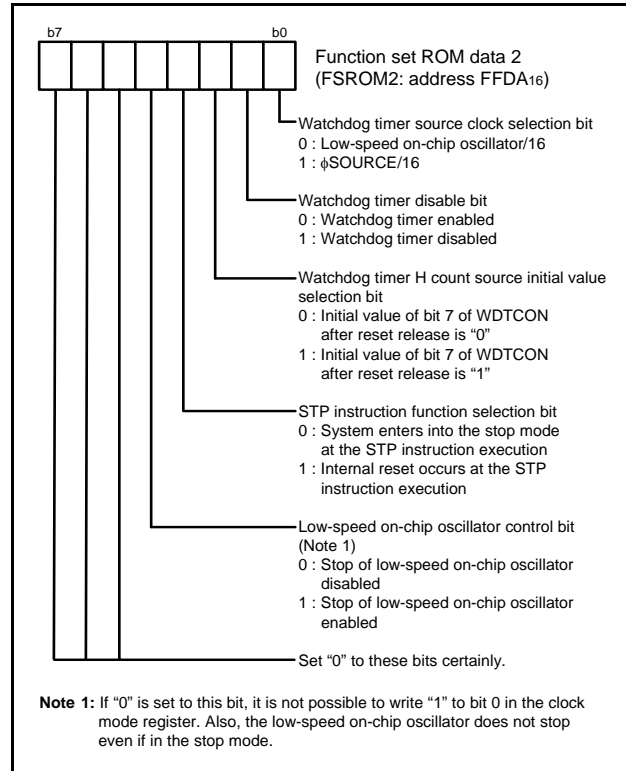 b7 b0
Function set ROM data 2
(FSROM2: address FFDA16)
Watchdog timer source clock selection bit
0 : Low-speed on-chip oscillator/16
1 : ϕSOURCE/16
Watchdog timer disable bit
0 : Watchdog timer enabled
1 : Watchdog timer disabled
Watchdog timer H count source initial value
selection bit
0 : Initial value of bit 7 of WDTCON
after reset release is “0”
1 : Initial value of bit 7 of WDTCON
after reset release is “1”
STP instruction function selection bit
0 : System enters into the stop mode
at the STP instruction execution
1 : Internal reset occurs at the STP
instruction execution
Low-speed on-chip oscillator control bit
(Note 1)
0 : Stop of low-speed on-chip oscillator
disabled
1 : Stop of low-speed on-chip oscillator
enabled
Set “0” to these bits certainly.
Note 1: If “0” is set to this bit, it is not possible to write “1” to bit 0 in the clock
mode register. Also, the low-speed on-chip oscillator does not stop
even if in the stop mode.